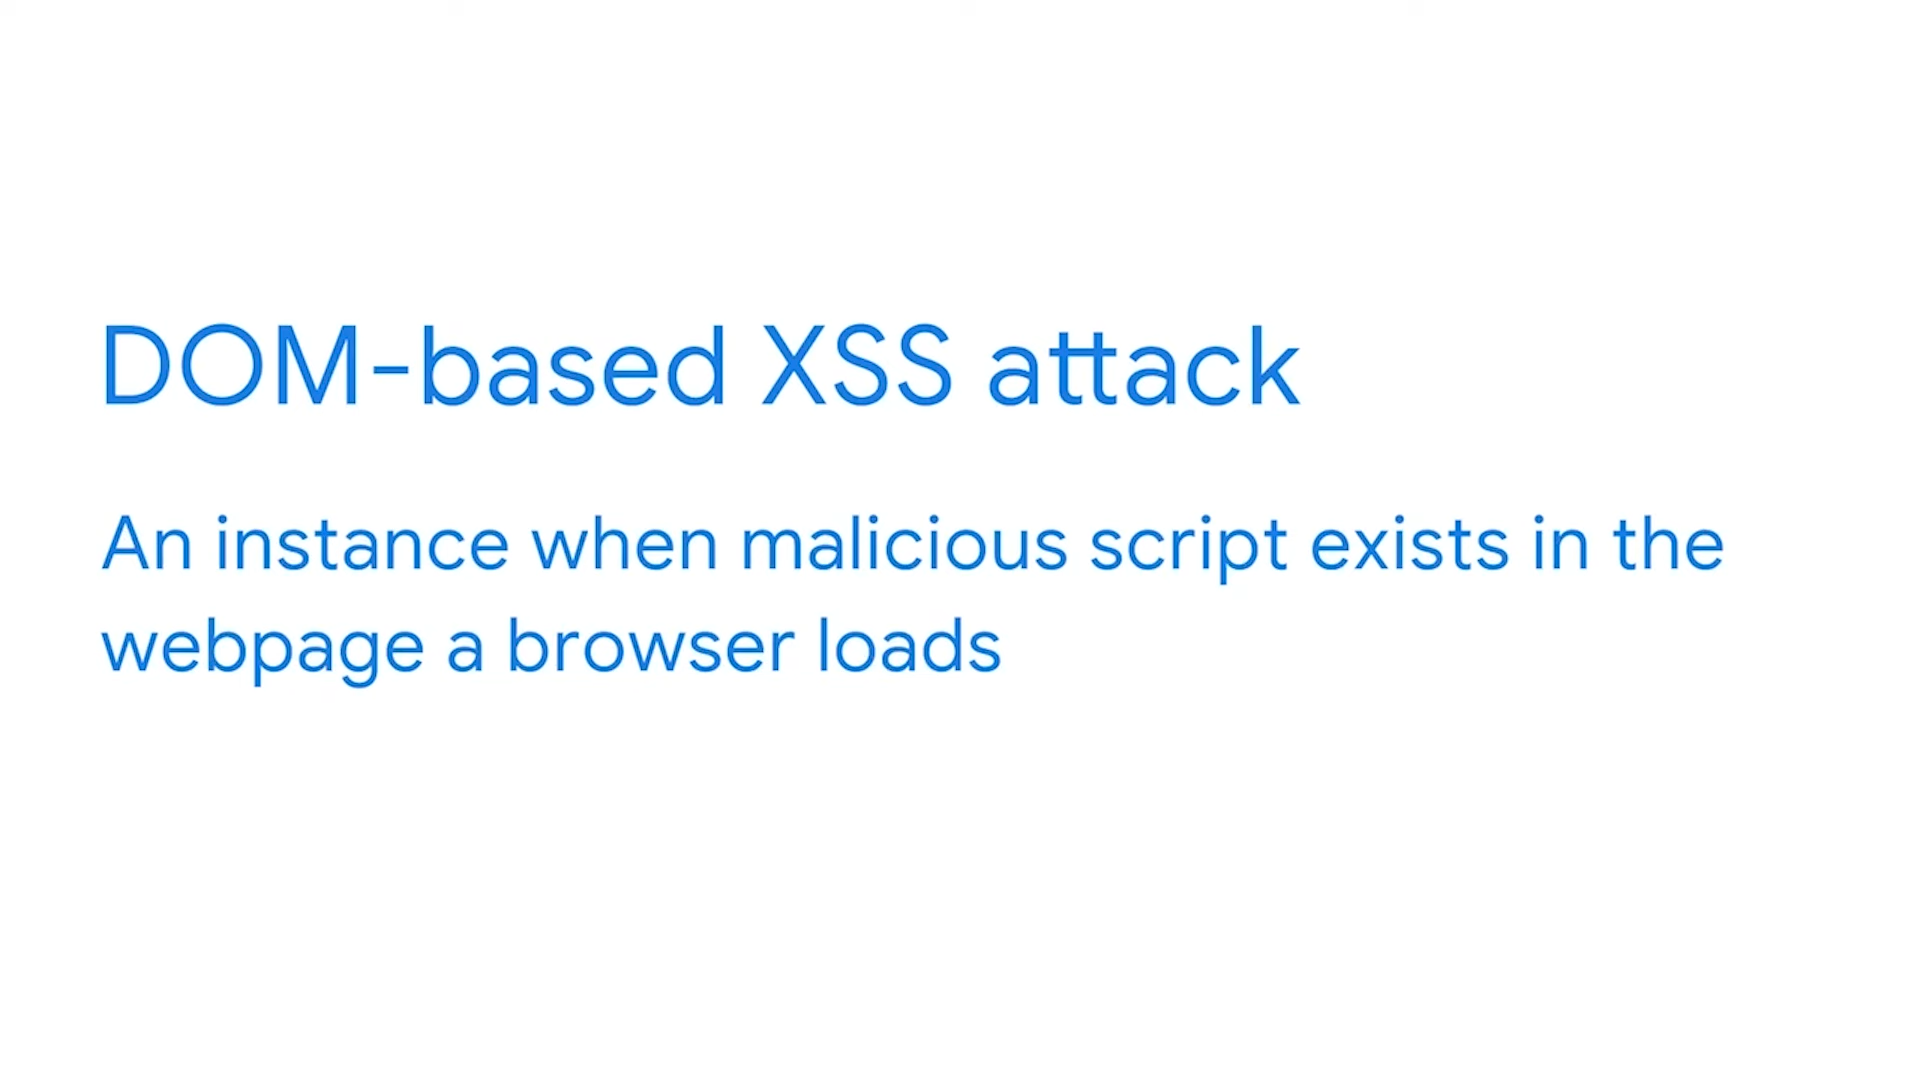 DOM-based XSS attack
An instance when malicious script exists in the
webpage a browser loads